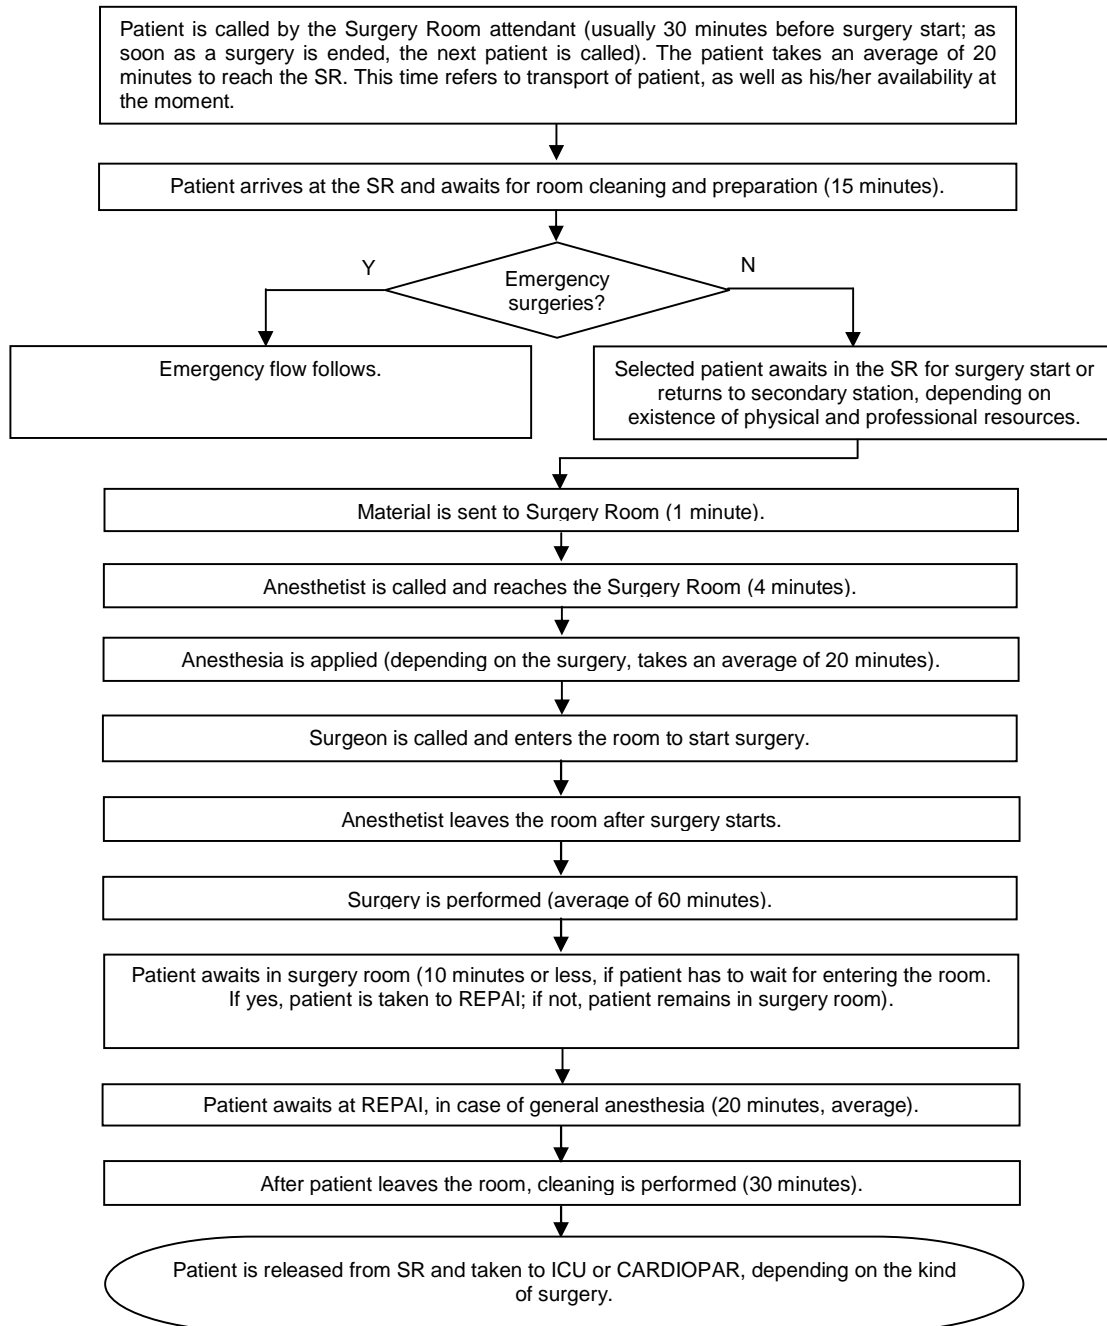 Patient is called by the Surgery Room attendant (usually 30 minutes before surgery start; as
soon as a surgery is ended, the next patient is called). The patient takes an average of 20
minutes to reach the SR. This time refers to transport of patient, as well as his/her availability at
the moment.
Patient arrives at the SR and awaits for room cleaning and preparation (15 minutes).
Y
N
Emergency
surgeries?
Emergency flow follows.
Selected patient awaits in the SR for surgery start or
returns to secondary station, depending on
existence of physical and professional resources.
Material is sent to Surgery Room (1 minute).
Anesthetist is called and reaches the Surgery Room (4 minutes).
Anesthesia is applied (depending on the surgery, takes an average of 20 minutes).
Surgeon is called and enters the room to start surgery.
Anesthetist leaves the room after surgery starts.
Surgery is performed (average of 60 minutes).
Patient awaits in surgery room (10 minutes or less, if patient has to wait for entering the room.
If yes, patient is taken to REPAI; if not, patient remains in surgery room).
Patient awaits at REPAI, in case of general anesthesia (20 minutes, average).
After patient leaves the room, cleaning is performed (30 minutes).
Patient is released from SR and taken to ICU or CARDIOPAR, depending on the kind
of surgery.